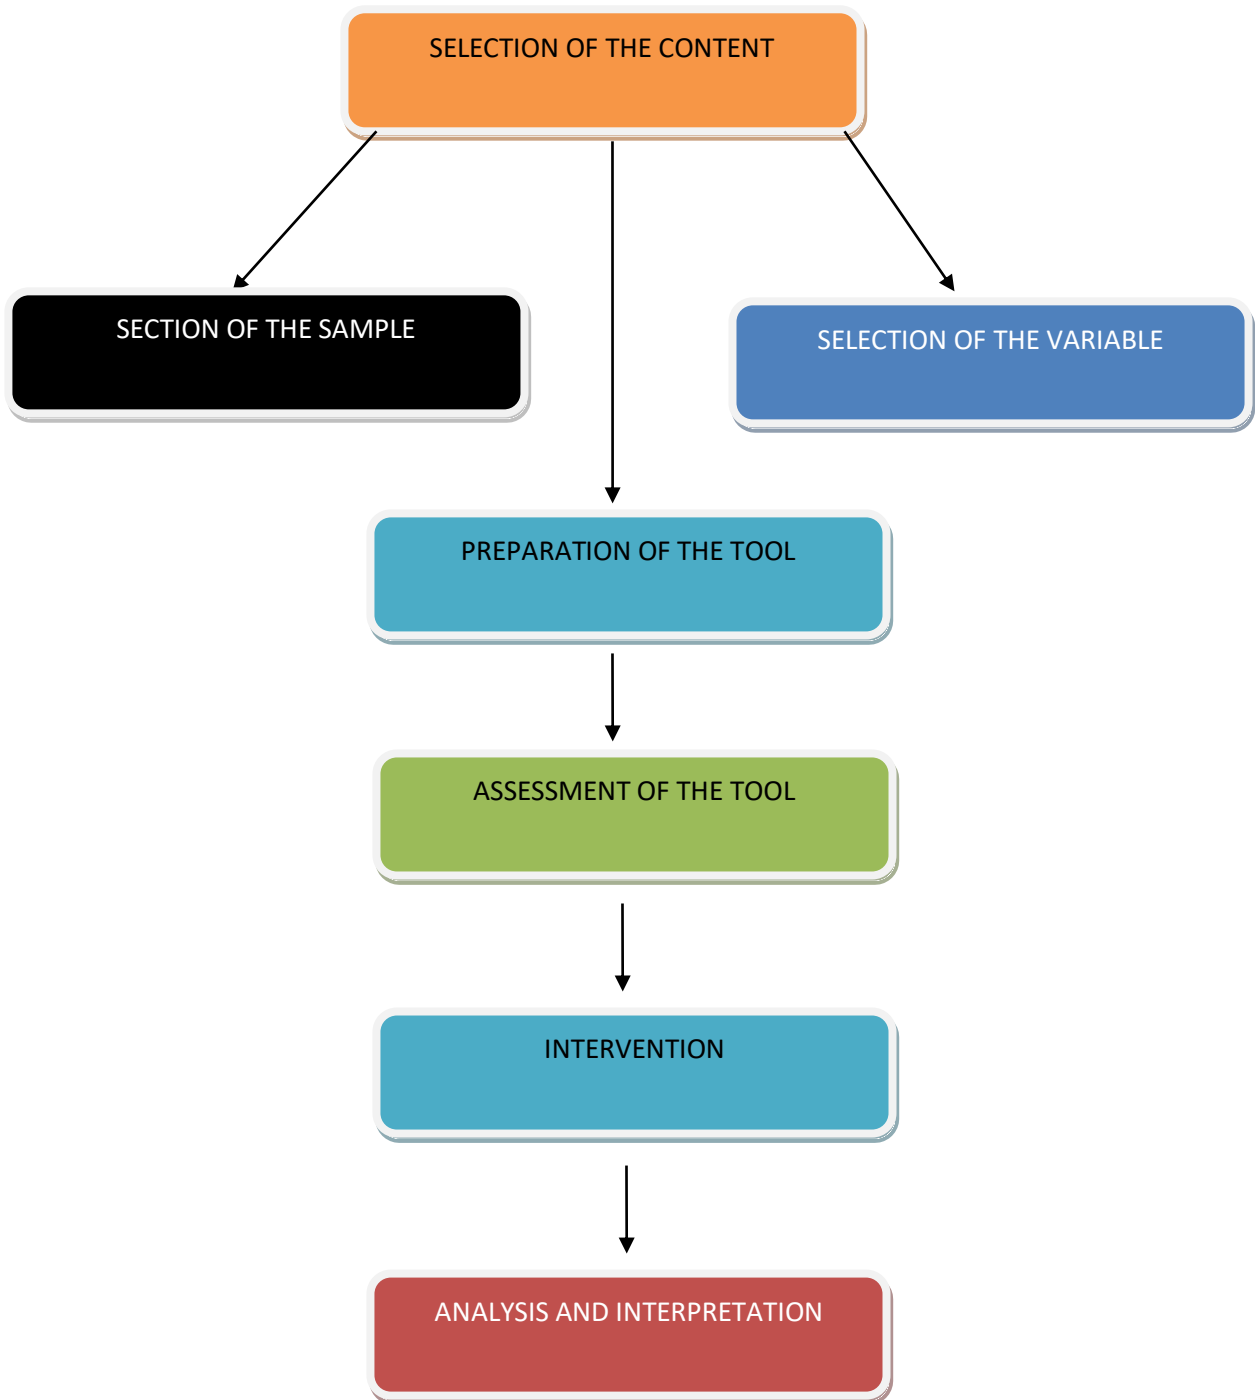 SELECTION OF THE CONTENT
SECTION OF THE SAMPLE
SELECTION OF THE VARIABLE
PREPARATION OF THE TOOL
ASSESSMENT OF THE TOOL
INTERVENTION
ANALYSIS AND INTERPRETATION